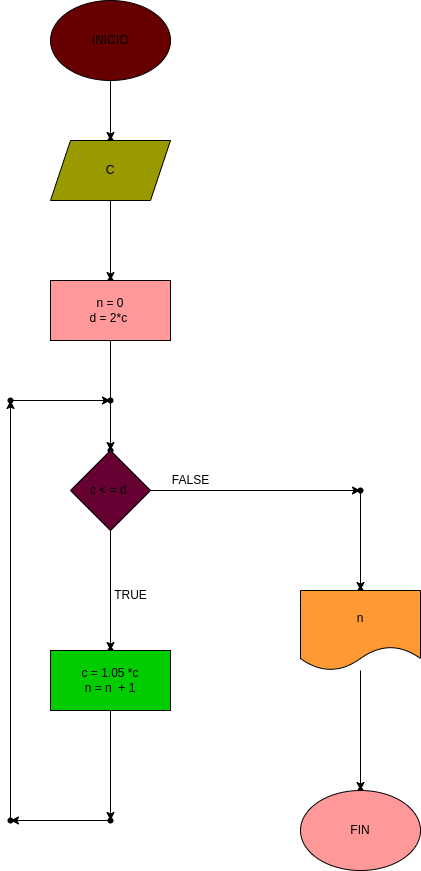 INICIO
C
n = 0
d = 2*c
c < = d
FALSE
TRUE
n
c = 1.05 *c
n = n + 1
FIN